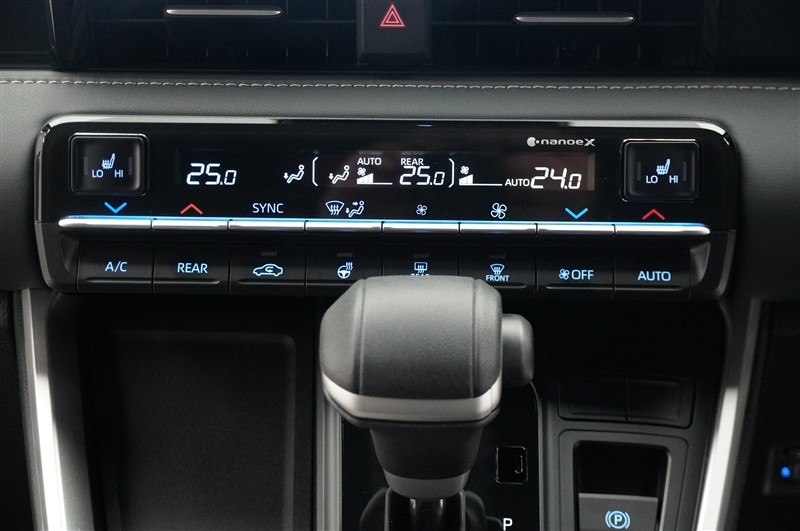 nanoeX
AUTO REAR
25.0 25.0 AUTO 24.0
LO HI LO HI
SYNC
A/C REAR REAR FRONT OFF AUTO
P
P